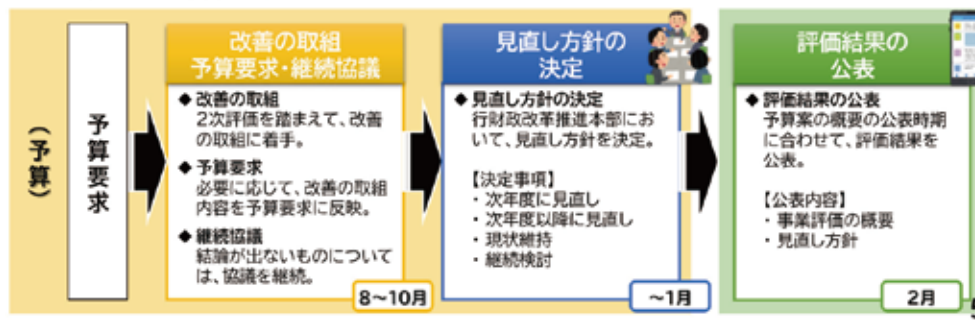 (予算)
予算要求
改善の取組
予算要求・継続協議
◆ 改善の取組
2次評価を踏まえて、改善
の取組に着手。
◆ 予算要求
必要に応じて、改善の取組
内容を予算要求に反映。
◆ 継続協議
結論が出ないものについて
は、協議を継続。
8~10月
見直し方針の
決定
◆ 見直し方針の決定
行財政改革推進本部にお
いて、見直し方針を決定。
【決定事項】
・次年度に見直し
・次年度以降に見直し
・現状維持
・継続検討
~1月
評価結果の
公表
◆ 評価結果の公表
予算案の概要の公表時期
に合わせて、評価結果を
公表。
【公表内容】
・事業評価の概要
・見直し方針
2月